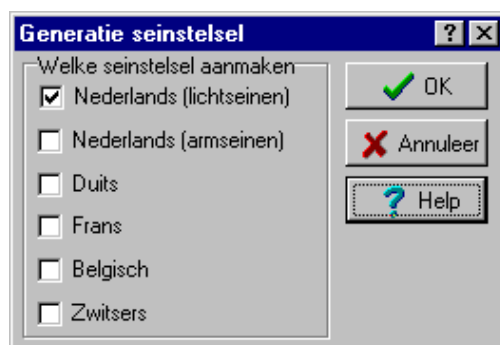 Generatie seinstelsel
Welke seinstelsel aanmaken
Nederlands (lichtseinen)
Nederlands (armseinen)
Duits
Frans
Belgisch
Zwitsers
OK
Annuleer
Help